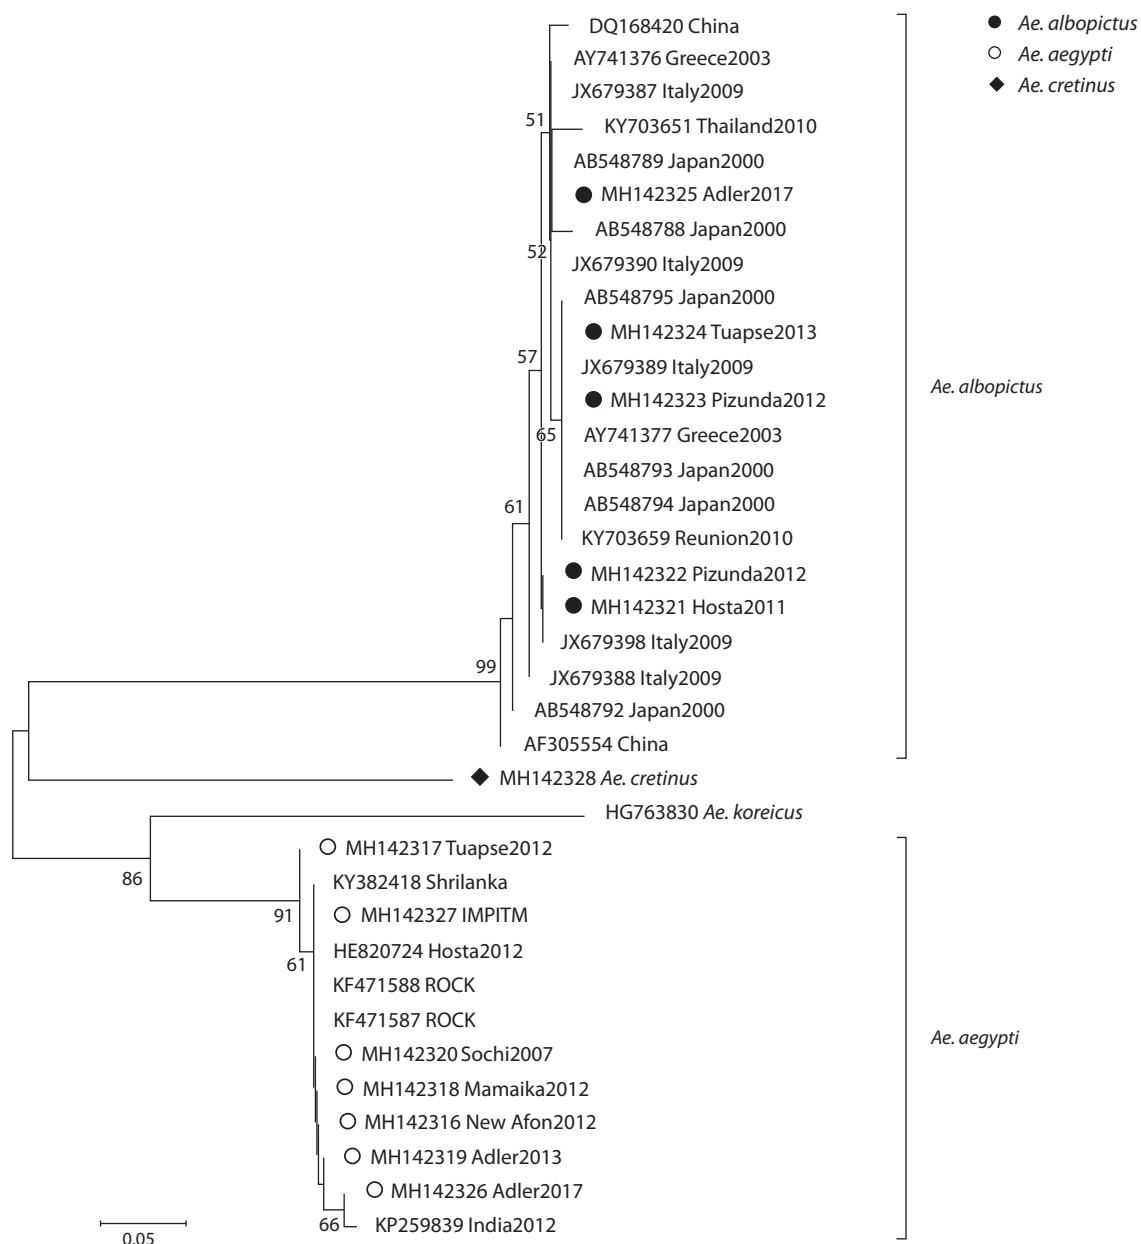 DQ168420 China
AY741376 Greece2003
JX679387 Italy2009
51
KY703651 Thailand2010
AB548789 Japan2000
MH142325 Adler2017
AB548788 Japan2000
52
JX679390 Italy2009
AB548795 Japan2000
MH142324 Tuapse2013
57
JX679389 Italy2009
MH142323 Pizunda2012
65
AY741377 Greece2003
AB548793 Japan2000
61
AB548794 Japan2000
KY703659 Reunion2010
MH142322 Pizunda2012
MH142321 Hosta2011
JX679398 Italy2009
99
JX679388 Italy2009
AB548792 Japan2000
AF305554 China
MH142328 Ae. cretinus
HG763830 Ae. koreicus
86
MH142317 Tuapse2012
KY382418 Shrilanka
91
MH142327 IMPITM
61
HE820724 Hosta2012
KF471588 ROCK
KF471587 ROCK
MH142320 Sochi2007
MH142318 Mamaika2012
MH142316 New Afon2012
MH142319 Adler2013
MH142326 Adler2017
66
KP259839 India2012
0.05
Ae. albopictus
Ae. aegypti
Ae. albopictus
Ae. aegypti
Ae. cretinus